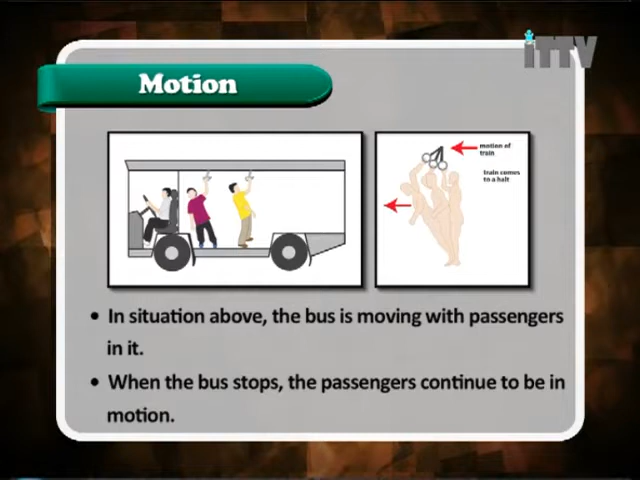 iTTV
Motion
motion of
train
train comes
to a halt
• In situation above, the bus is moving with passengers
in it.
• When the bus stops, the passengers continue to be in
motion.